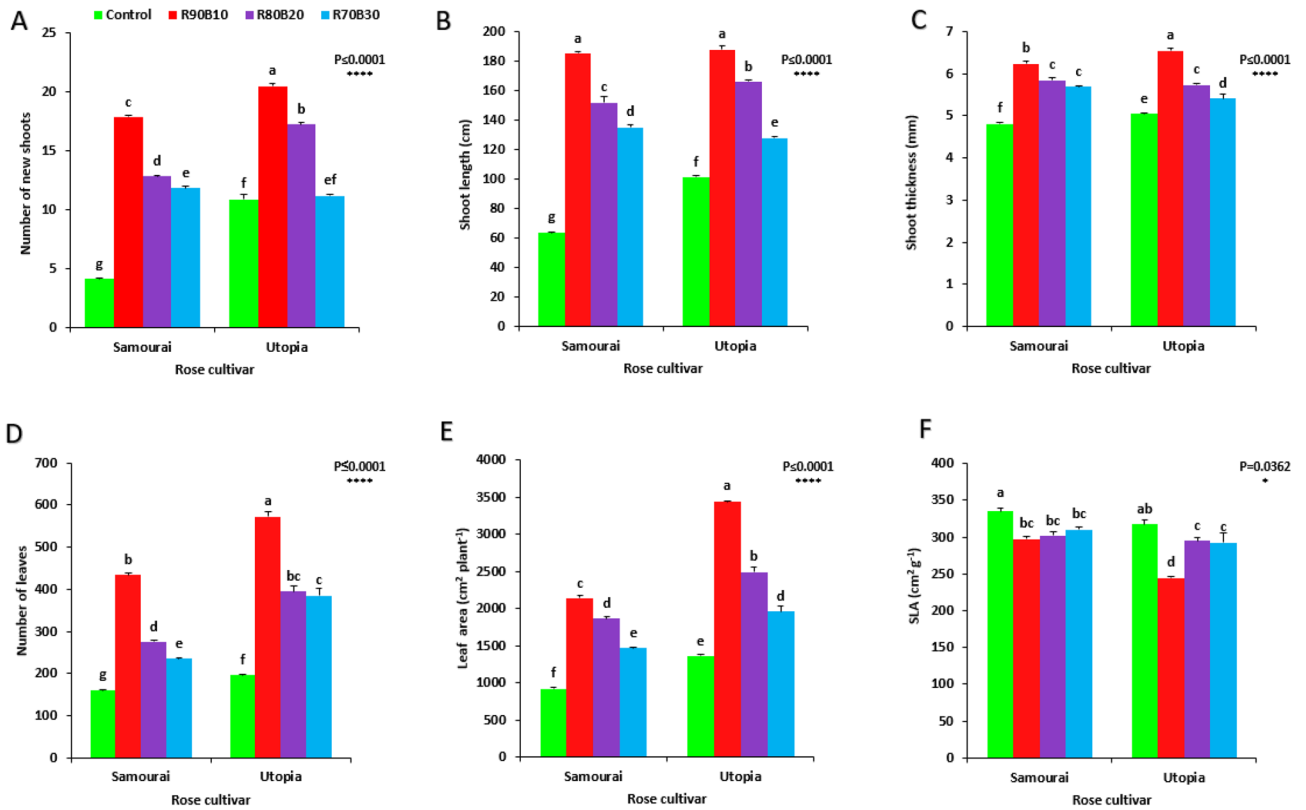 A
Control R90B10 R80B20 R70B30
P≤0.0001
****
Number of new shoots
25
20
15
10
5
0
g c d e f a b ef
Samourai Utopia
Rose cultivar
B
P≤0.0001
****
Shoot length (cm)
200
180
160
140
120
100
80
60
40
20
0
g a c d f a b e
Samourai Utopia
Rose cultivar
C
P≤0.0001
****
Shoot thickness (mm)
7
6
5
4
3
2
1
0
f b c c e a c d
Samourai Utopia
Rose cultivar
D
P≤0.0001
****
Number of leaves
700
600
500
400
300
200
100
0
g b d e f a bc c
Samourai Utopia
Rose cultivar
E
P≤0.0001
****
Leaf area (cm² plant⁻¹)
4000
3500
3000
2500
2000
1500
1000
500
0
f c d e e a b d
Samourai Utopia
Rose cultivar
F
P=0.0362
*
SLA (cm² g⁻¹)
400
350
300
250
200
150
100
50
0
a bc bc bc ab d c c
Samourai Utopia
Rose cultivar